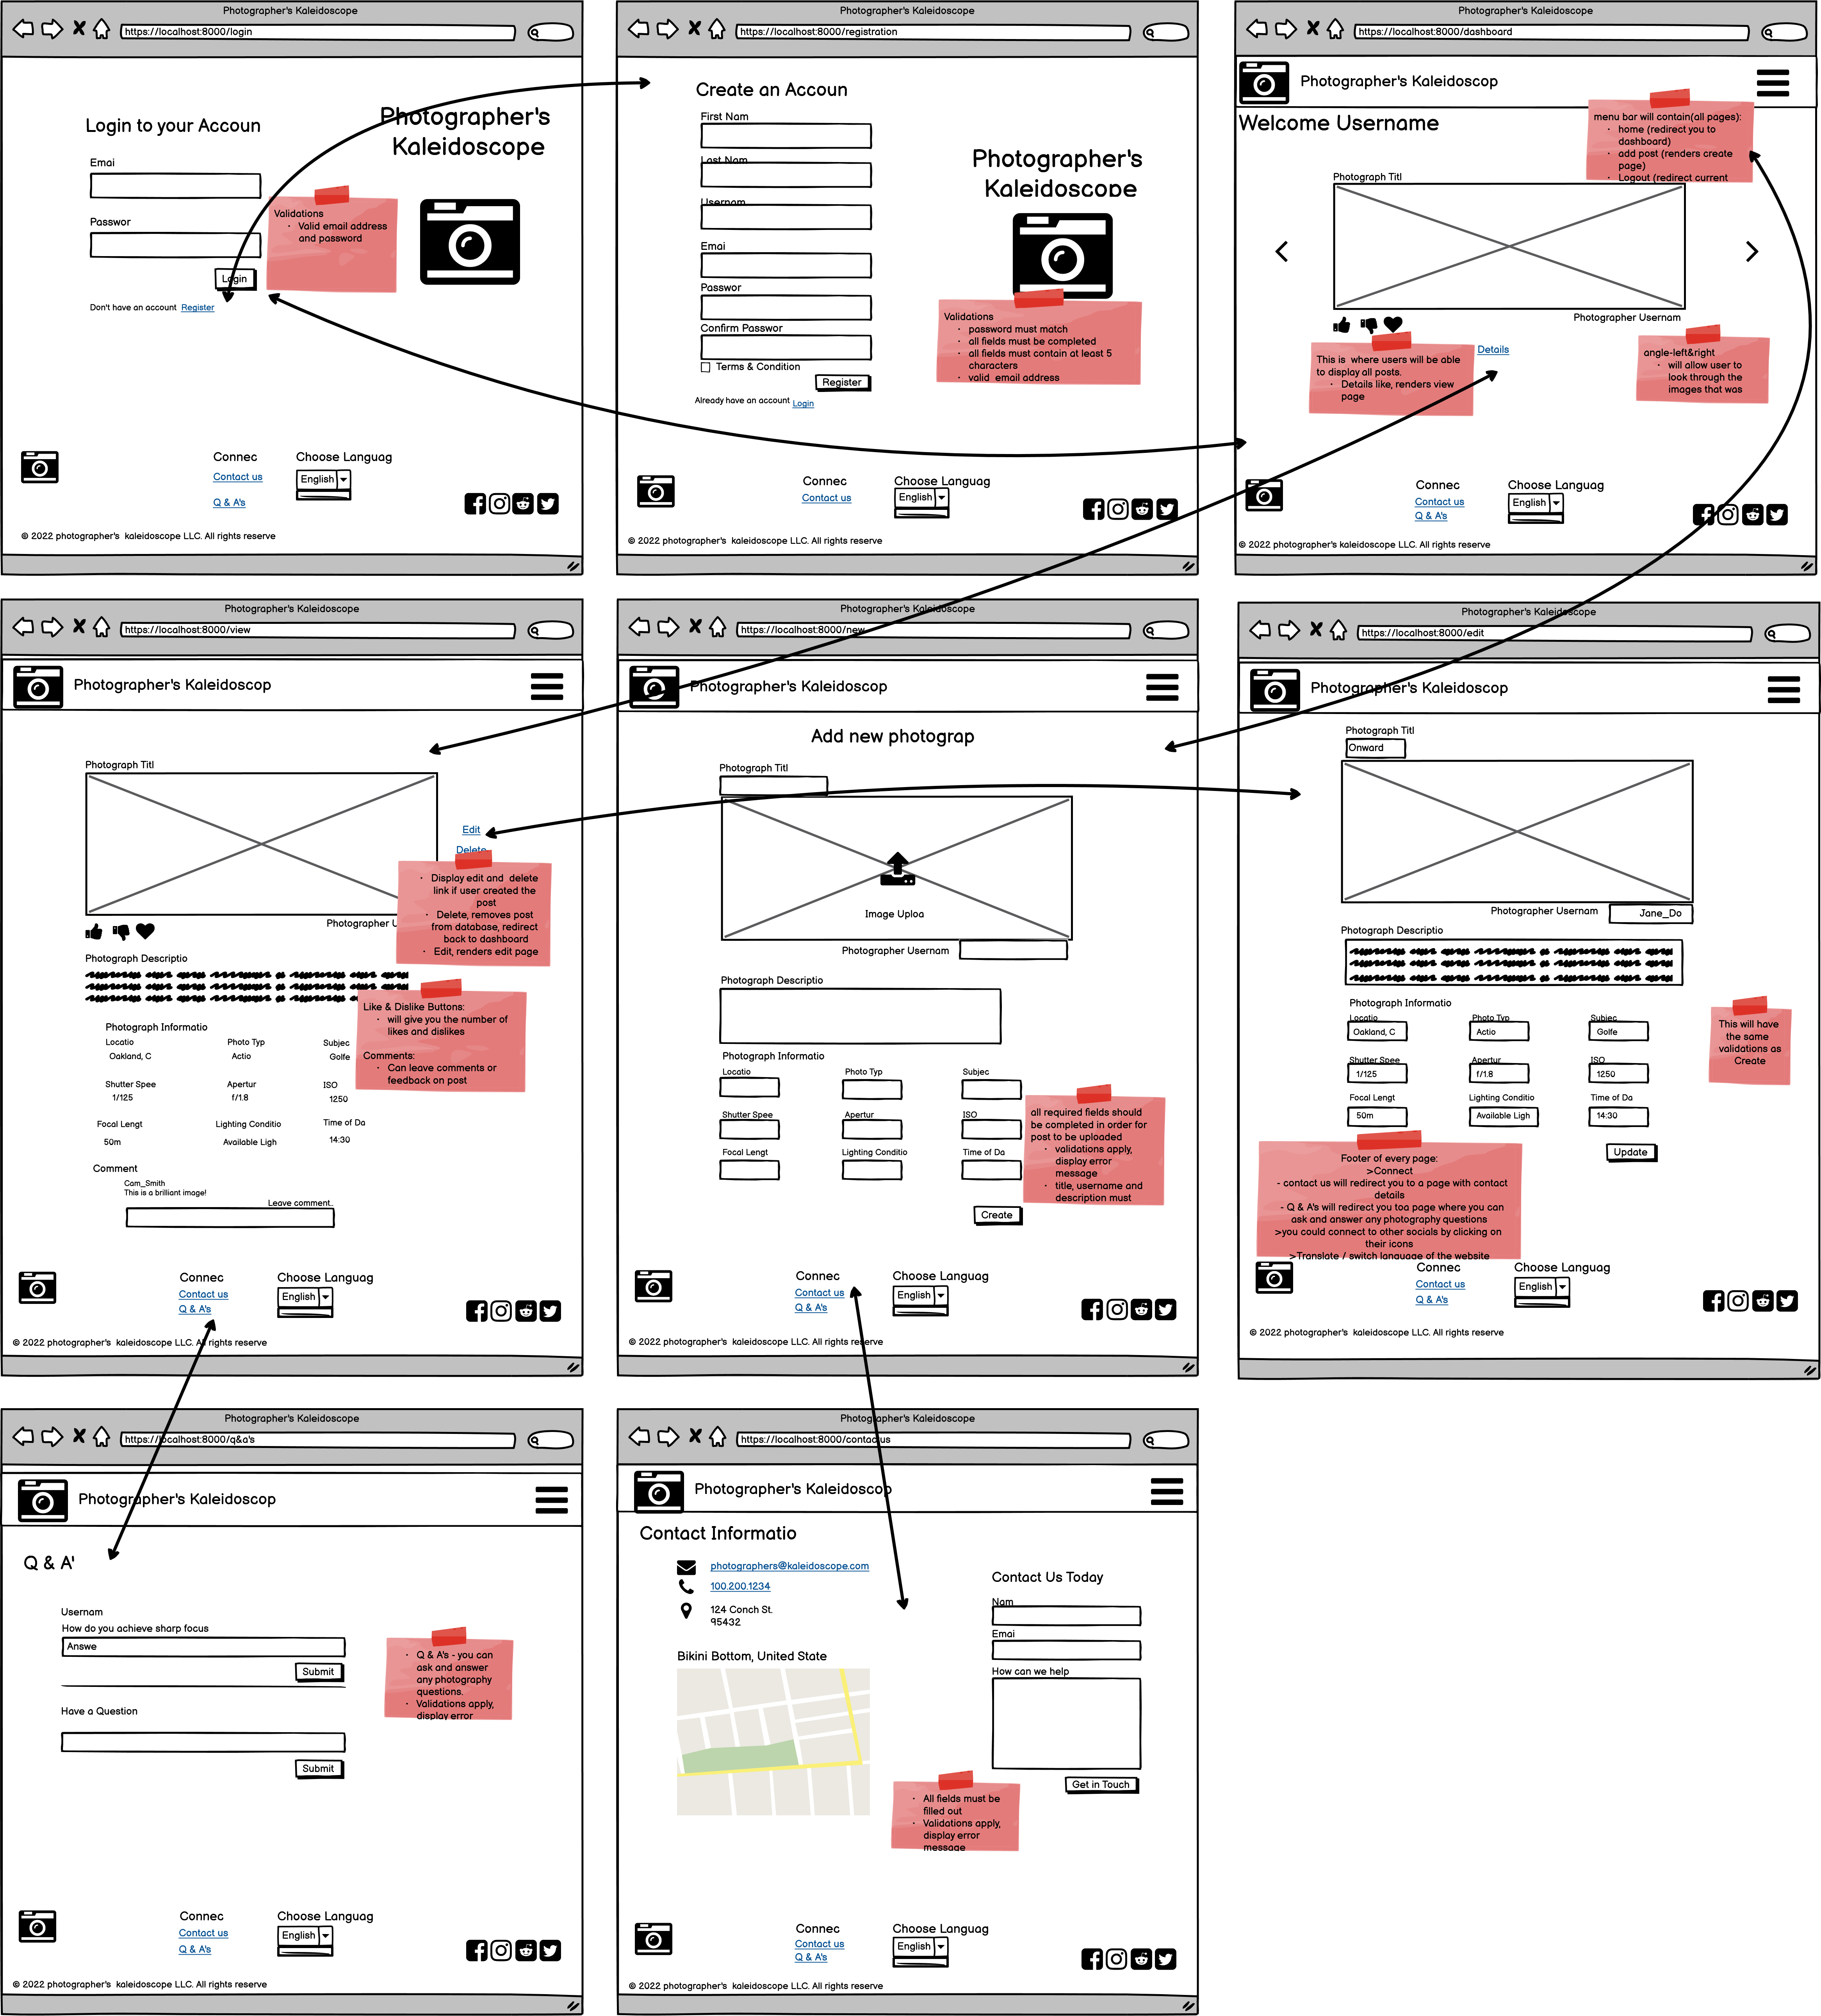 Photographer's Kaleidoscope
https://localhost:8000/login
Login to your Accoun
Photographer's
Kaleidoscope
Emai
Passwor
Validations
· Valid email address
and password
Login
Don't have an account Register
Connec
Choose Languag
Contact us
English
Q & A's
© 2022 photographer's kaleidoscope LLC. All rights reserve
Photographer's Kaleidoscope
https://localhost:8000/registration
Create an Accoun
First Nam
Last Nam
Usernam
Emai
Passwor
Confirm Passwor
Terms & Condition
Register
Already have an account Login
Photographer's
Kaleidoscope
Validations
· password must match
· all fields must be completed
· all fields must contain at least 5
characters
· valid email address
Connec
Choose Languag
Contact us
English
© 2022 photographer's kaleidoscope LLC. All rights reserve
Photographer's Kaleidoscope
https://localhost:8000/dashboard
Photographer's Kaleidoscop
Welcome Username
menu bar will contain(all pages):
· home (redirect you to
dashboard)
· add post (renders create
page)
· Logout (redirect current
Photograph Titl
Photographer Usernam
Details
This is where users will be able
to display all posts.
· Details like, renders view
page
angle-left&right
· will allow user to
look through the
images that was
Connec
Choose Languag
Contact us
English
Q & A's
© 2022 photographer's kaleidoscope LLC. All rights reserve
Photographer's Kaleidoscope
https://localhost:8000/view
Photographer's Kaleidoscop
Photograph Titl
Edit
Delete
· Display edit and delete
link if user created the
post
· Delete, removes post
from database, redirect
back to dashboard
· Edit, renders edit page
Photographer U
Photograph Descriptio
Like & Dislike Buttons:
· will give you the number of
likes and dislikes
Comments:
· Can leave comments or
feedback on post
Photograph Informatio
Locatio
Photo Typ
Subjec
Oakland, C
Actio
Golfe
Shutter Spee
Apertur
ISO
1/125
f/1.8
1250
Focal Lengt
Lighting Conditio
Time of Da
50m
Available Ligh
14:30
Comment
Cam_Smith
This is a brilliant image!
Leave comment..
Connec
Choose Languag
Contact us
English
Q & A's
© 2022 photographer's kaleidoscope LLC. All rights reserve
Photographer's Kaleidoscope
https://localhost:8000/new
Photographer's Kaleidoscop
Add new photograp
Photograph Titl
Image Uploa
Photographer Usernam
Photograph Descriptio
Photograph Informatio
Locatio
Photo Typ
Subjec
Shutter Spee
Apertur
ISO
Focal Lengt
Lighting Conditio
Time of Da
all required fields should
be completed in order for
post to be uploaded
· validations apply,
display error
message
· title, username and
description must
Create
Connec
Choose Languag
Contact us
English
Q & A's
© 2022 photographer's kaleidoscope LLC. All rights reserve
Photographer's Kaleidoscope
https://localhost:8000/edit
Photographer's Kaleidoscop
Photograph Titl
Onward
Photographer Usernam
Jane_Do
Photograph Descriptio
Photograph Informatio
Locatio
Photo Typ
Subjec
Oakland, C
Actio
Golfe
Shutter Spee
Apertur
ISO
1/125
f/1.8
1250
Focal Lengt
Lighting Conditio
Time of Da
50m
Available Ligh
14:30
This will have
the same
validations as
Create
Update
Footer of every page:
>Connect
- contact us will redirect you to a page with contact
details
- Q & A's will redirect you toa page where you can
ask and answer any photography questions
>you could connect to other socials by clicking on
their icons
>Translate / switch language of the website
Connec
Choose Languag
Contact us
English
Q & A's
© 2022 photographer's kaleidoscope LLC. All rights reserve
Photographer's Kaleidoscope
https://localhost:8000/q&a's
Photographer's Kaleidoscop
Q & A'
Usernam
How do you achieve sharp focus
Answe
Submit
Have a Question
Submit
· Q & A's - you can
ask and answer
any photography
questions.
· Validations apply,
display error
Connec
Choose Languag
Contact us
English
Q & A's
© 2022 photographer's kaleidoscope LLC. All rights reserve
Photographer's Kaleidoscope
https://localhost:8000/contactus
Photographer's Kaleidoscop
Contact Informatio
photographers@kaleidoscope.com
100.200.1234
124 Conch St.
95432
Bikini Bottom, United State
Contact Us Today
Nam
Emai
How can we help
Get in Touch
· All fields must be
filled out
· Validations apply,
display error
message
Connec
Choose Languag
Contact us
English
Q & A's
© 2022 photographer's kaleidoscope LLC. All rights reserve